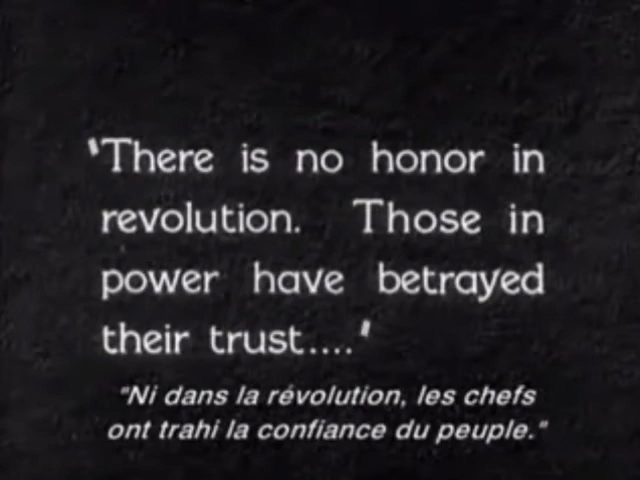 'There is no honor in
revolution. Those in
power have betrayed
their trust....'
"Ni dans la révolution, les chefs
ont trahi la confiance du peuple."